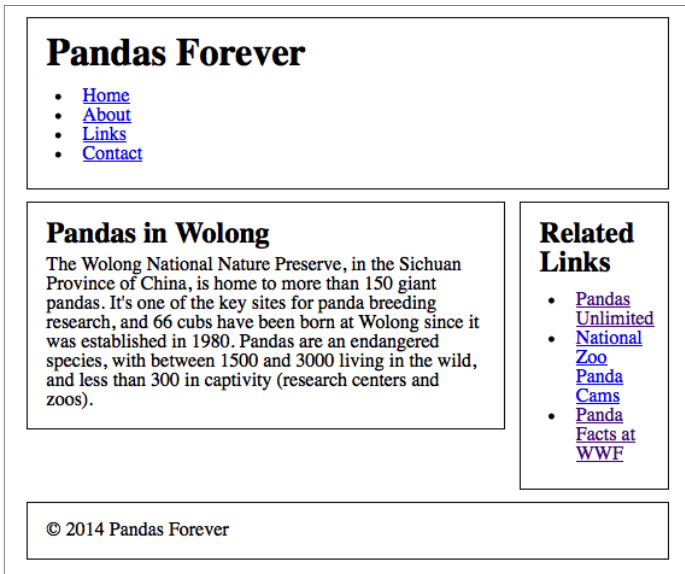 Pandas Forever
Home
About
Links
Contact
Pandas in Wolong
The Wolong National Nature Preserve, in the Sichuan
Province of China, is home to more than 150 giant
pandas. It's one of the key sites for panda breeding
research, and 66 cubs have been born at Wolong since it
was established in 1980. Pandas are an endangered
species, with between 1500 and 3000 living in the wild,
and less than 300 in captivity (research centers and
zoos).
Related
Links
Pandas
Unlimited
National
Zoo
Panda
Cams
Panda
Facts at
WWF
© 2014 Pandas Forever